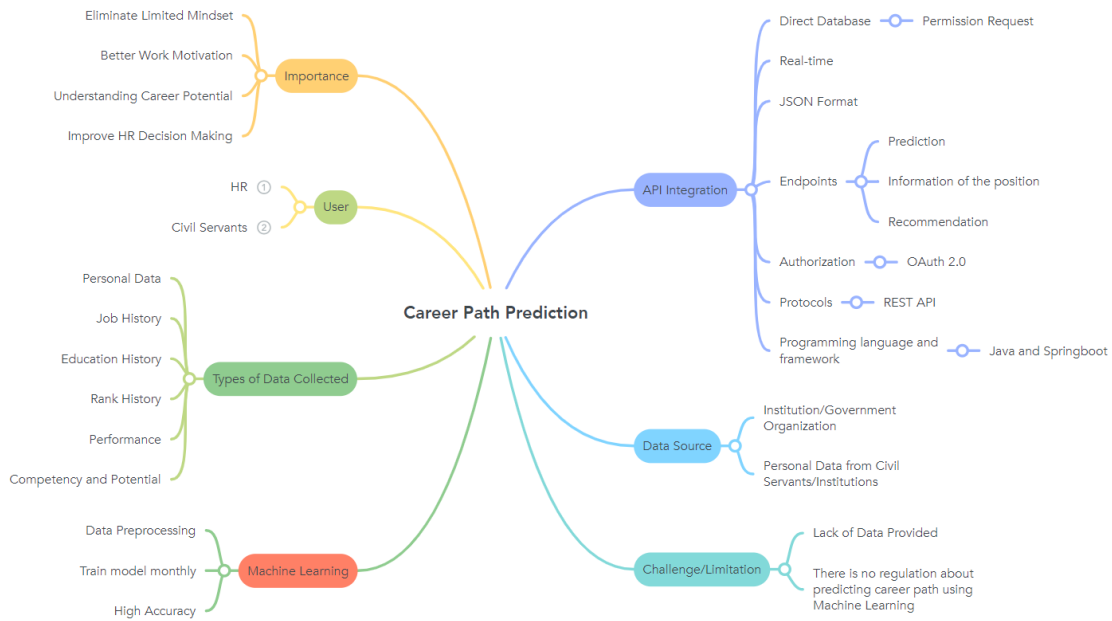 Career Path Prediction
Importance
Eliminate Limited Mindset
Better Work Motivation
Understanding Career Potential
Improve HR Decision Making
User
HR 1
Civil Servants 2
Types of Data Collected
Personal Data
Job History
Education History
Rank History
Performance
Competency and Potential
Machine Learning
Data Preprocessing
Train model monthly
High Accuracy
API Integration
Direct Database
Permission Request
Real-time
JSON Format
Endpoints
Prediction
Information of the position
Recommendation
Authorization
OAuth 2.0
Protocols
REST API
Programming language and
framework
Java and Springboot
Data Source
Institution/Government
Organization
Personal Data from Civil
Servants/Institutions
Challenge/Limitation
Lack of Data Provided
There is no regulation about
predicting career path using
Machine Learning